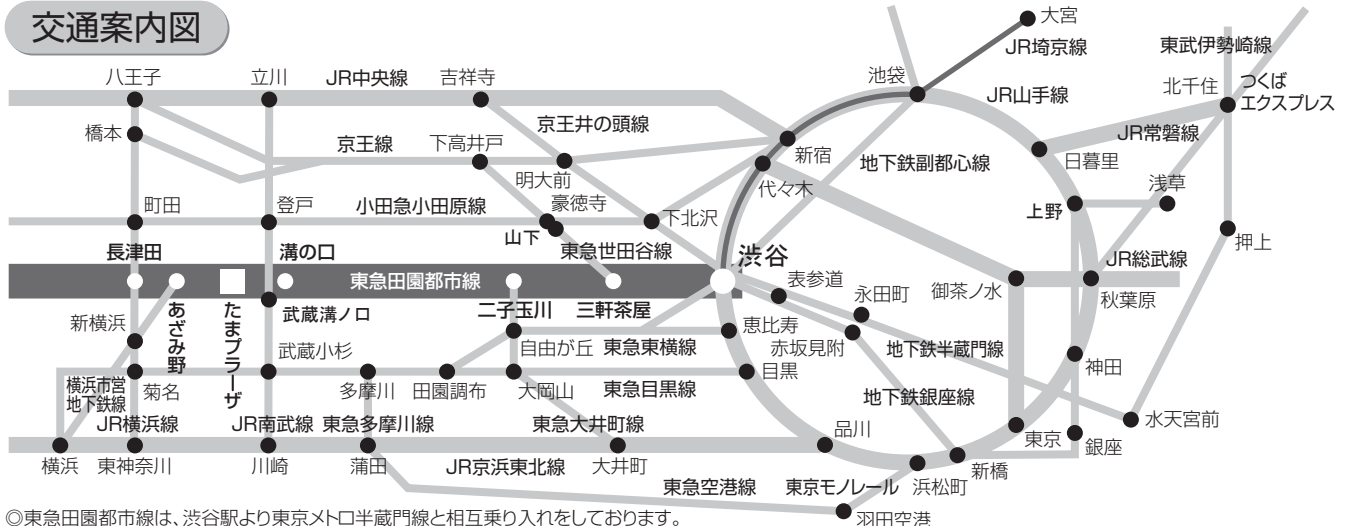 交通案内図
大宮
JR埼京線
東武伊勢崎線
八王子
立川
JR中央線
吉祥寺
池袋
JR山手線
北千住
つくば
エクスプレス
橋本
京王線
下高井戸
京王井の頭線
新宿
地下鉄副都心線
JR常磐線
日暮里
明大前
代々木
浅草
町田
登戸
小田急小田原線
豪徳寺
下北沢
上野
山下
押上
長津田
溝の口
東急世田谷線
渋谷
JR総武線
東急田園都市線
表参道
永田町
御茶ノ水
秋葉原
新横浜
あざみ野
たまプラーザ
武蔵溝ノ口
二子玉川
三軒茶屋
恵比寿
赤坂見附
地下鉄半蔵門線
武蔵小杉
自由が丘
東急東横線
神田
横浜市営
地下鉄線
菊名
多摩川
田園調布
大岡山
東急目黒線
目黒
地下鉄銀座線
JR横浜線
JR南武線
東急多摩川線
東急大井町線
品川
東京
水天宮前
銀座
横浜
東神奈川
川崎
蒲田
JR京浜東北線
大井町
新橋
東急空港線
東京モノレール
浜松町
羽田空港
◎東急田園都市線は、渋谷駅より東京メトロ半蔵門線と相互乗り入れをしております。